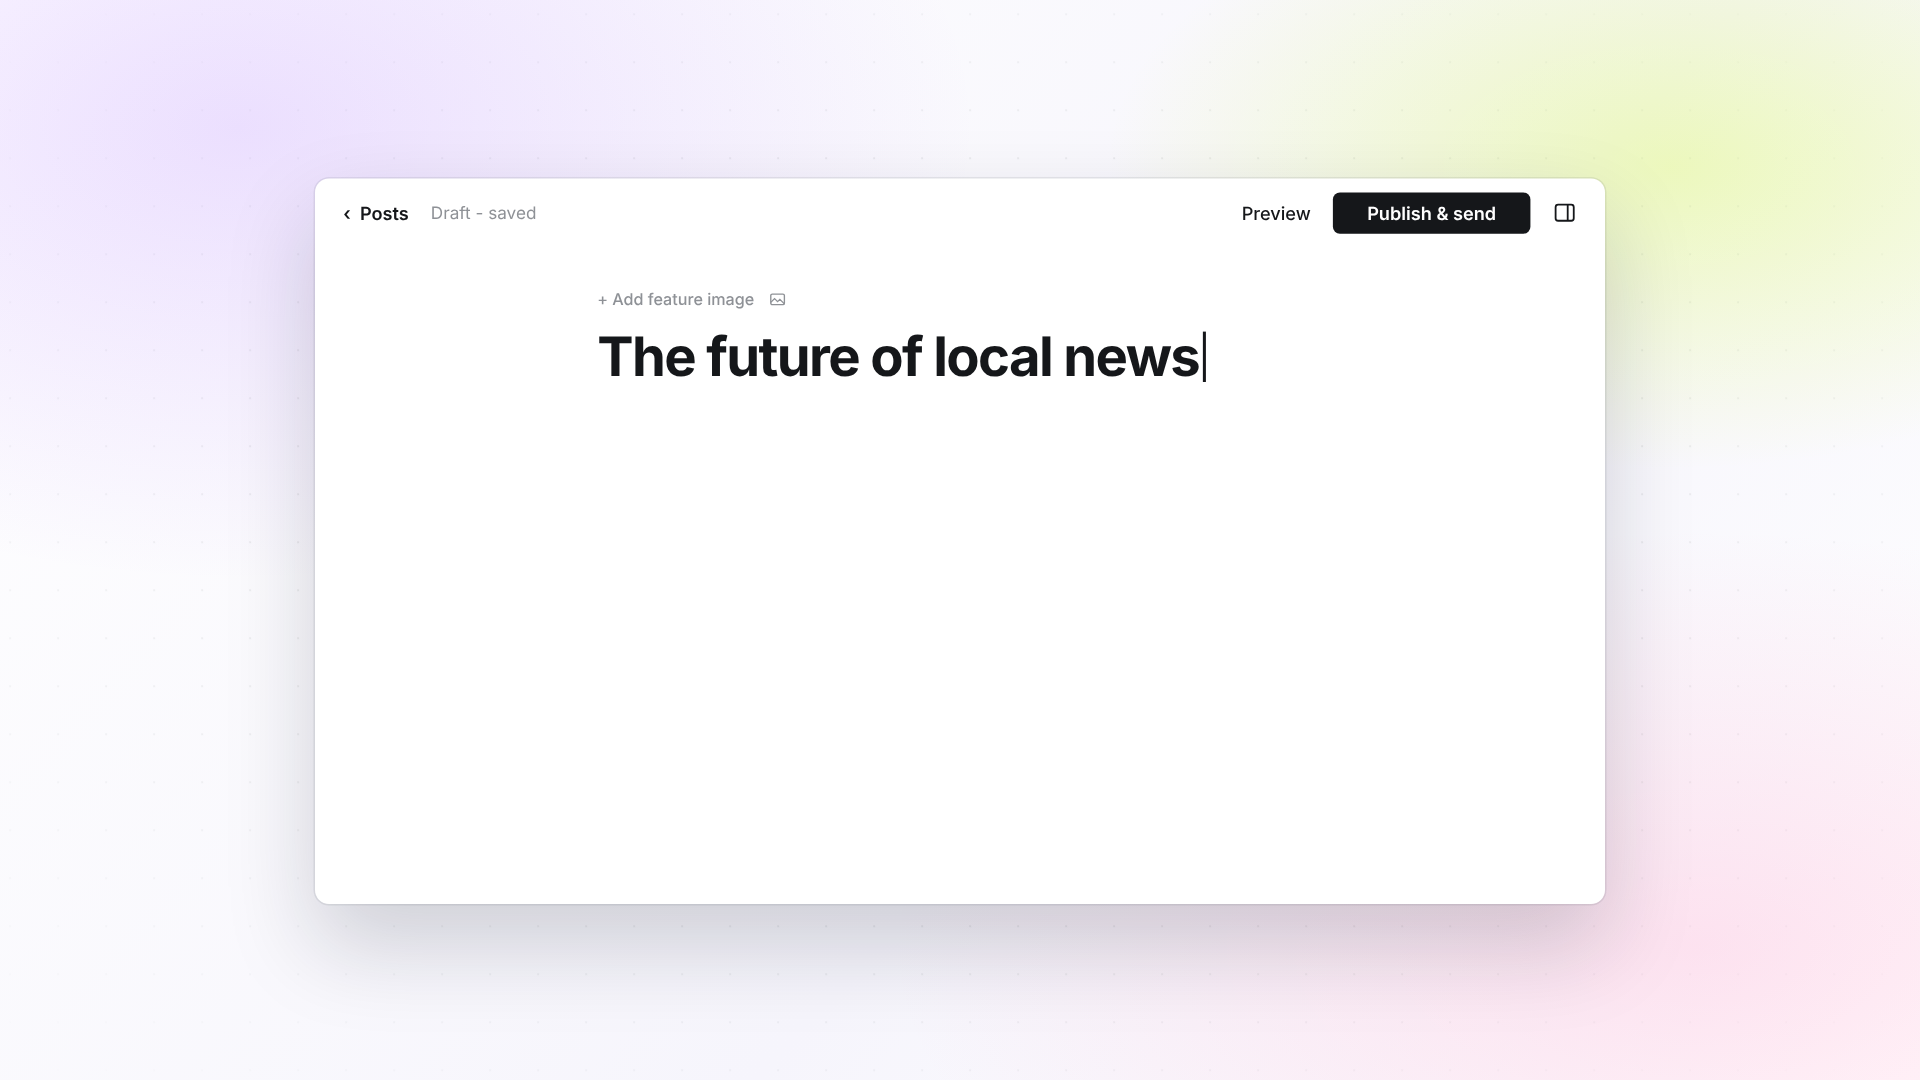 ‹ Posts Draft - saved Preview Publish & send
+ Add feature image
The future of local news